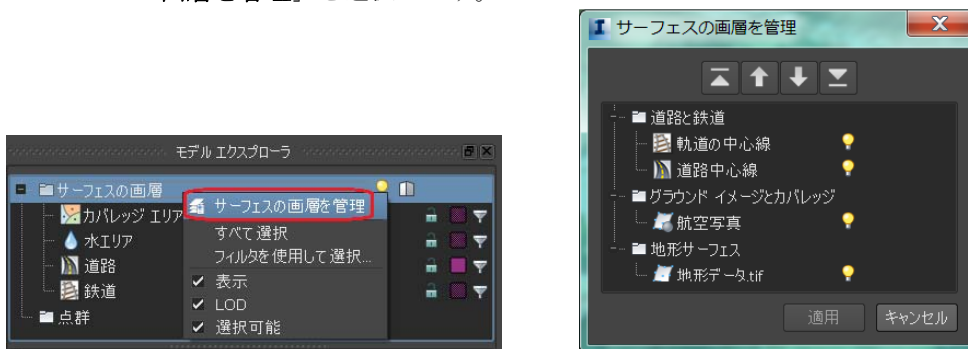 サーフェスの画層を管理
道路と鉄道
軌道の中心線
道路中心線
グラウンド イメージとカバレッジ
航空写真
地形サーフェス
地形データ.tif
適用
キャンセル
モデル エクスプローラ
サーフェスの画層
カバレッジ エリア
水エリア
道路
鉄道
点群
サーフェスの画層を管理
すべて選択
フィルタを使用して選択...
表示
LOD
選択可能